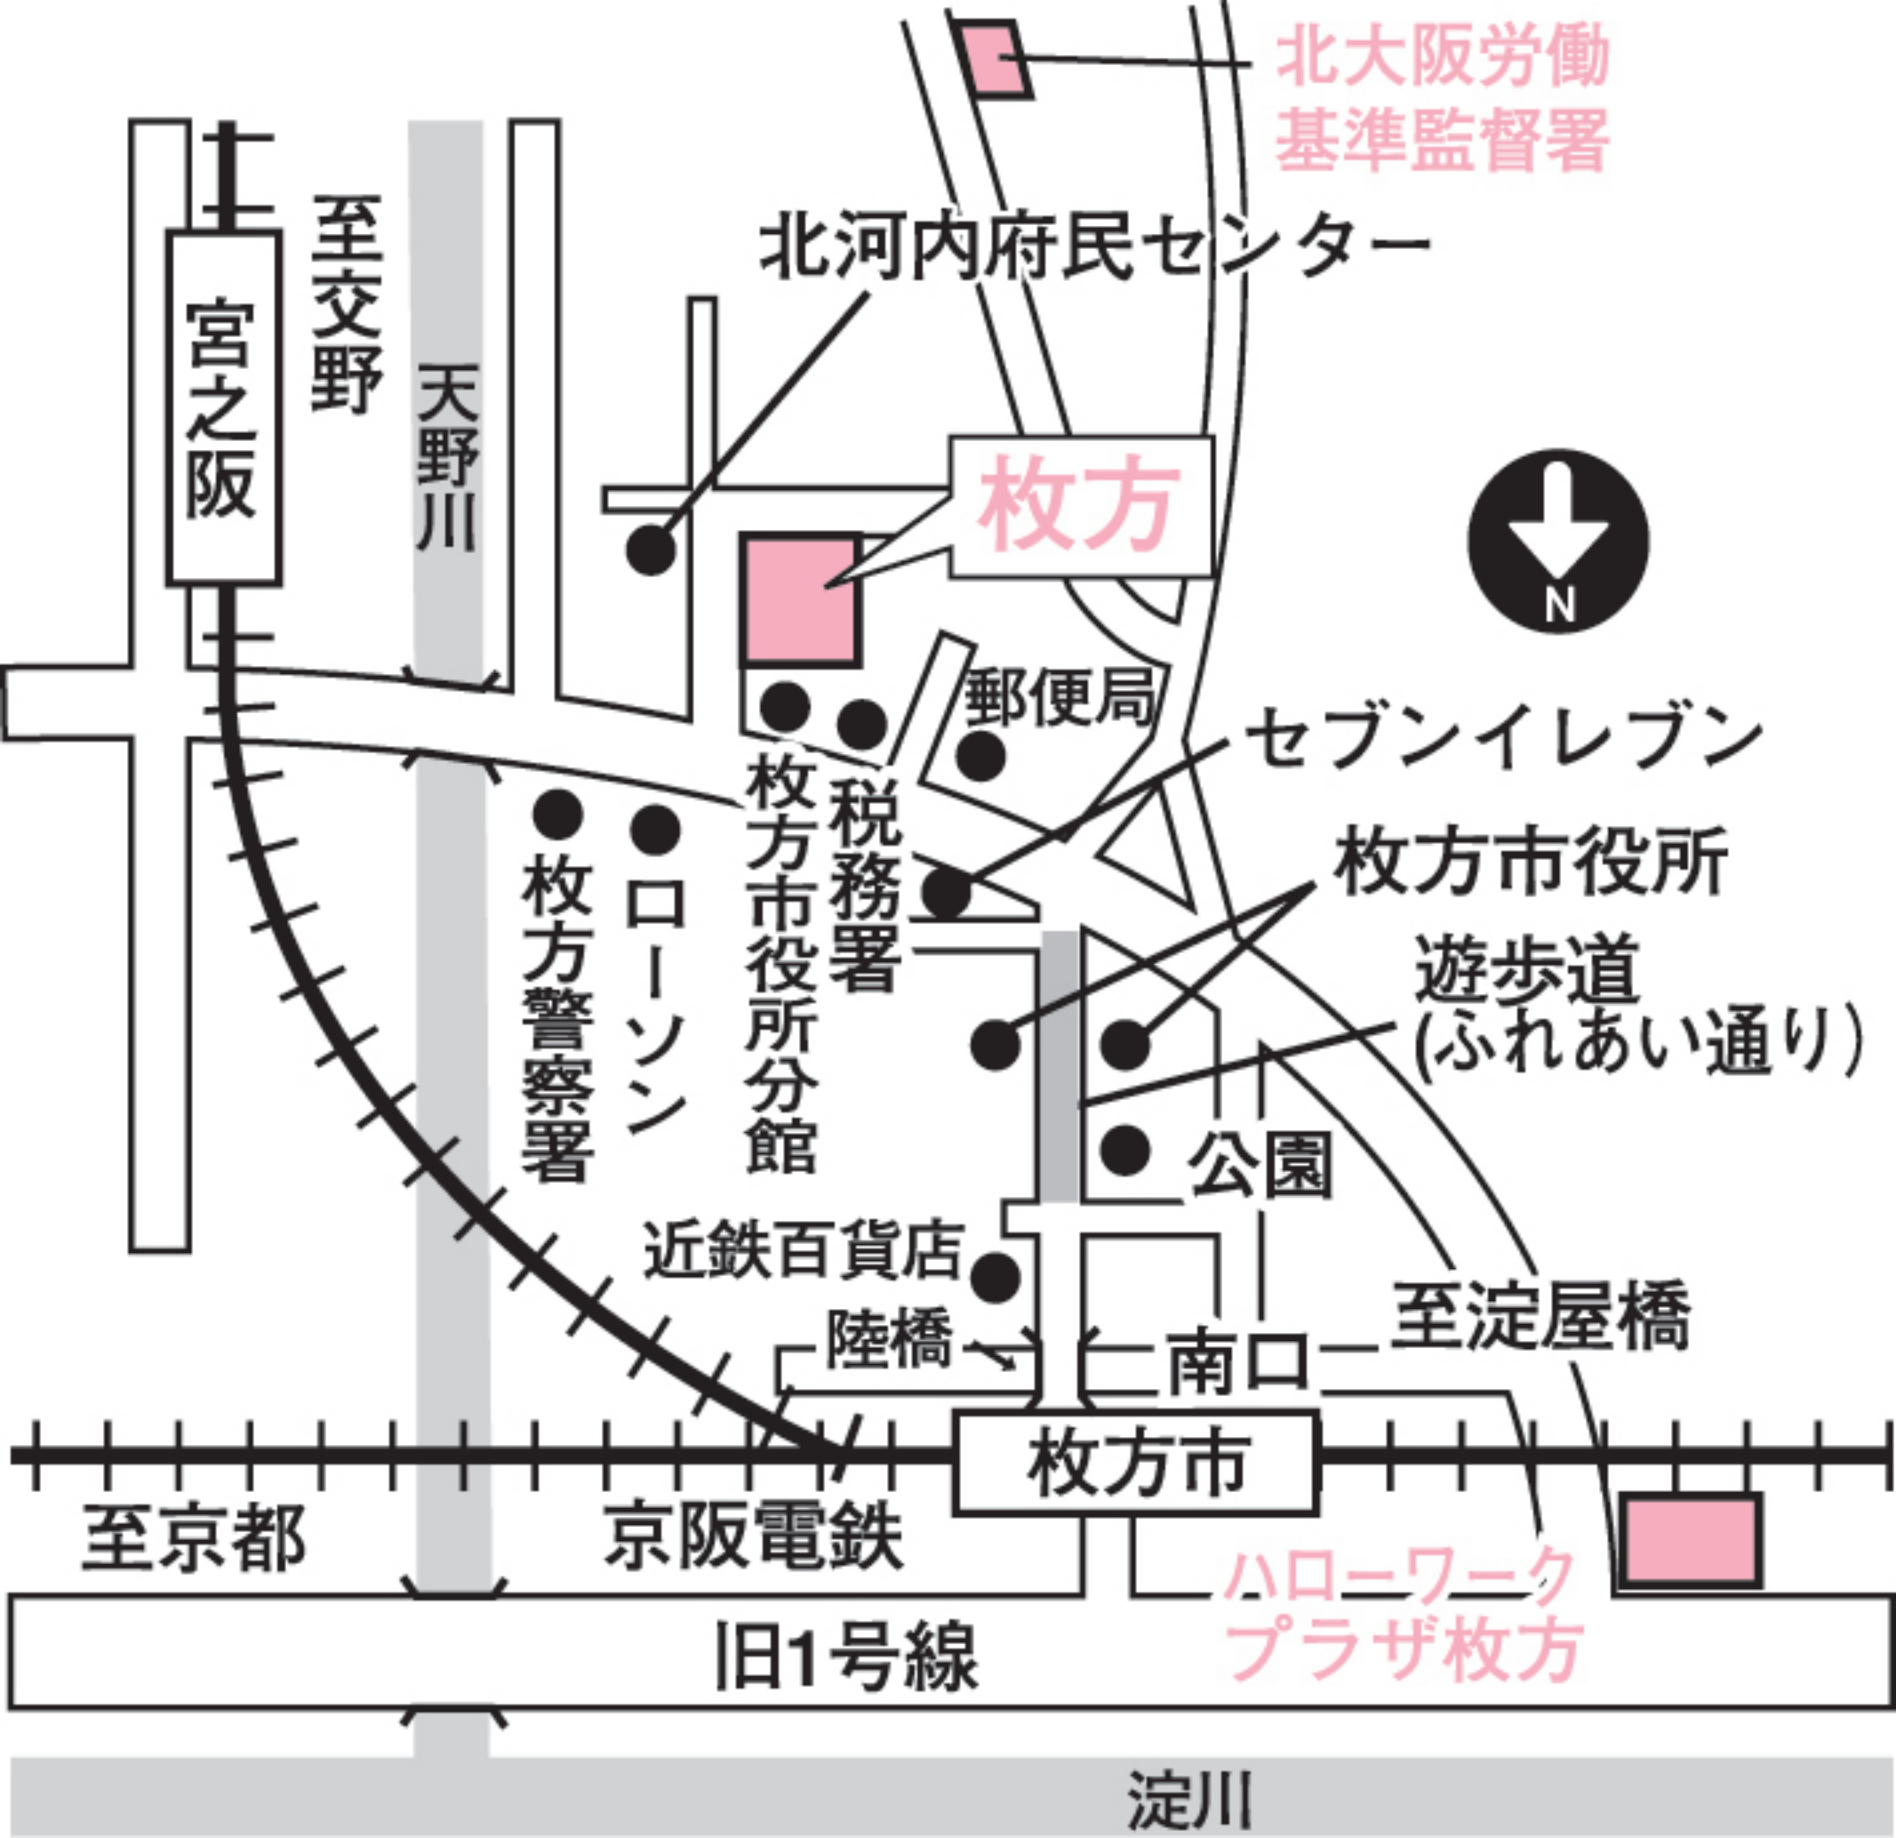 北大阪労働
基準監督署
至交野
北河内府民センター
宮之阪
天野川
枚方
N
郵便局
セブンイレブン
枚方市役所分館
税務署
枚方市役所
枚方警察署
ローソン
遊歩道
(ふれあい通り)
公園
近鉄百貨店
陸橋
南口
至淀屋橋
枚方市
至京都
京阪電鉄
ハローワーク
プラザ枚方
旧1号線
淀川